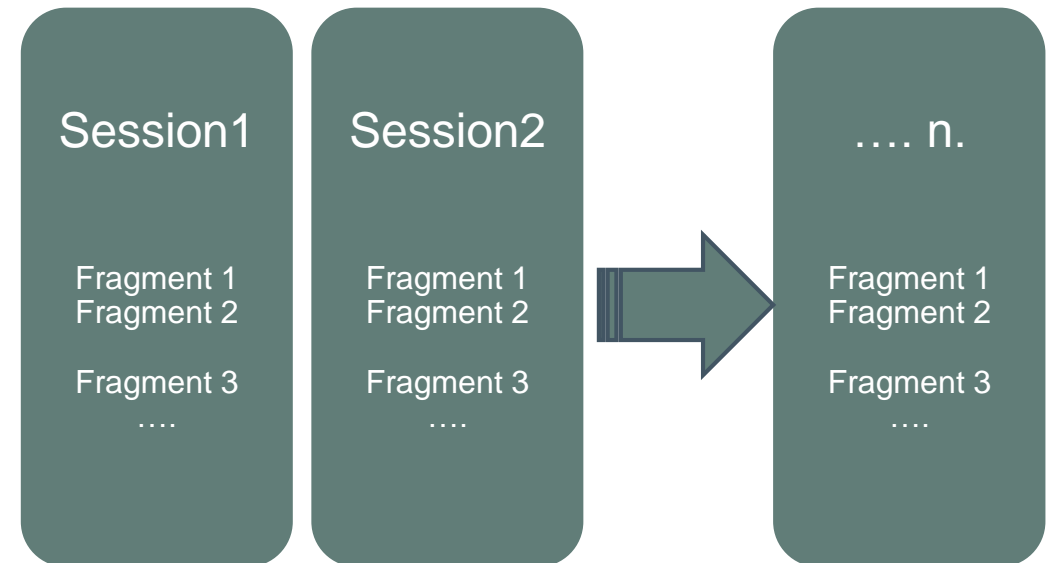 Session1
Fragment 1
Fragment 2
Fragment 3
….
Session2
Fragment 1
Fragment 2
Fragment 3
….
…. n.
Fragment 1
Fragment 2
Fragment 3
….